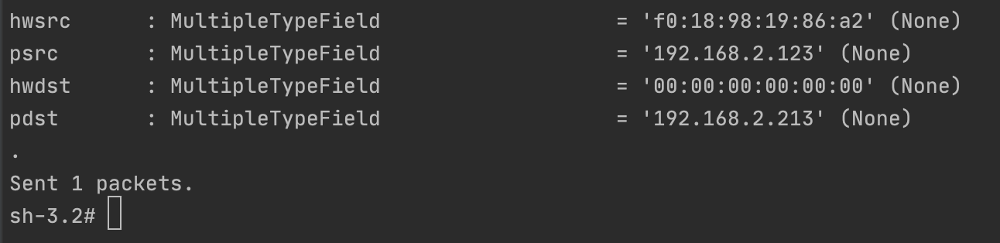 hwsrc      : MultipleTypeField                  = 'f0:18:98:19:86:a2' (None)
psrc       : MultipleTypeField                  = '192.168.2.123' (None)
hwdst      : MultipleTypeField                  = '00:00:00:00:00:00' (None)
pdst       : MultipleTypeField                  = '192.168.2.213' (None)
.
Sent 1 packets.
sh-3.2#